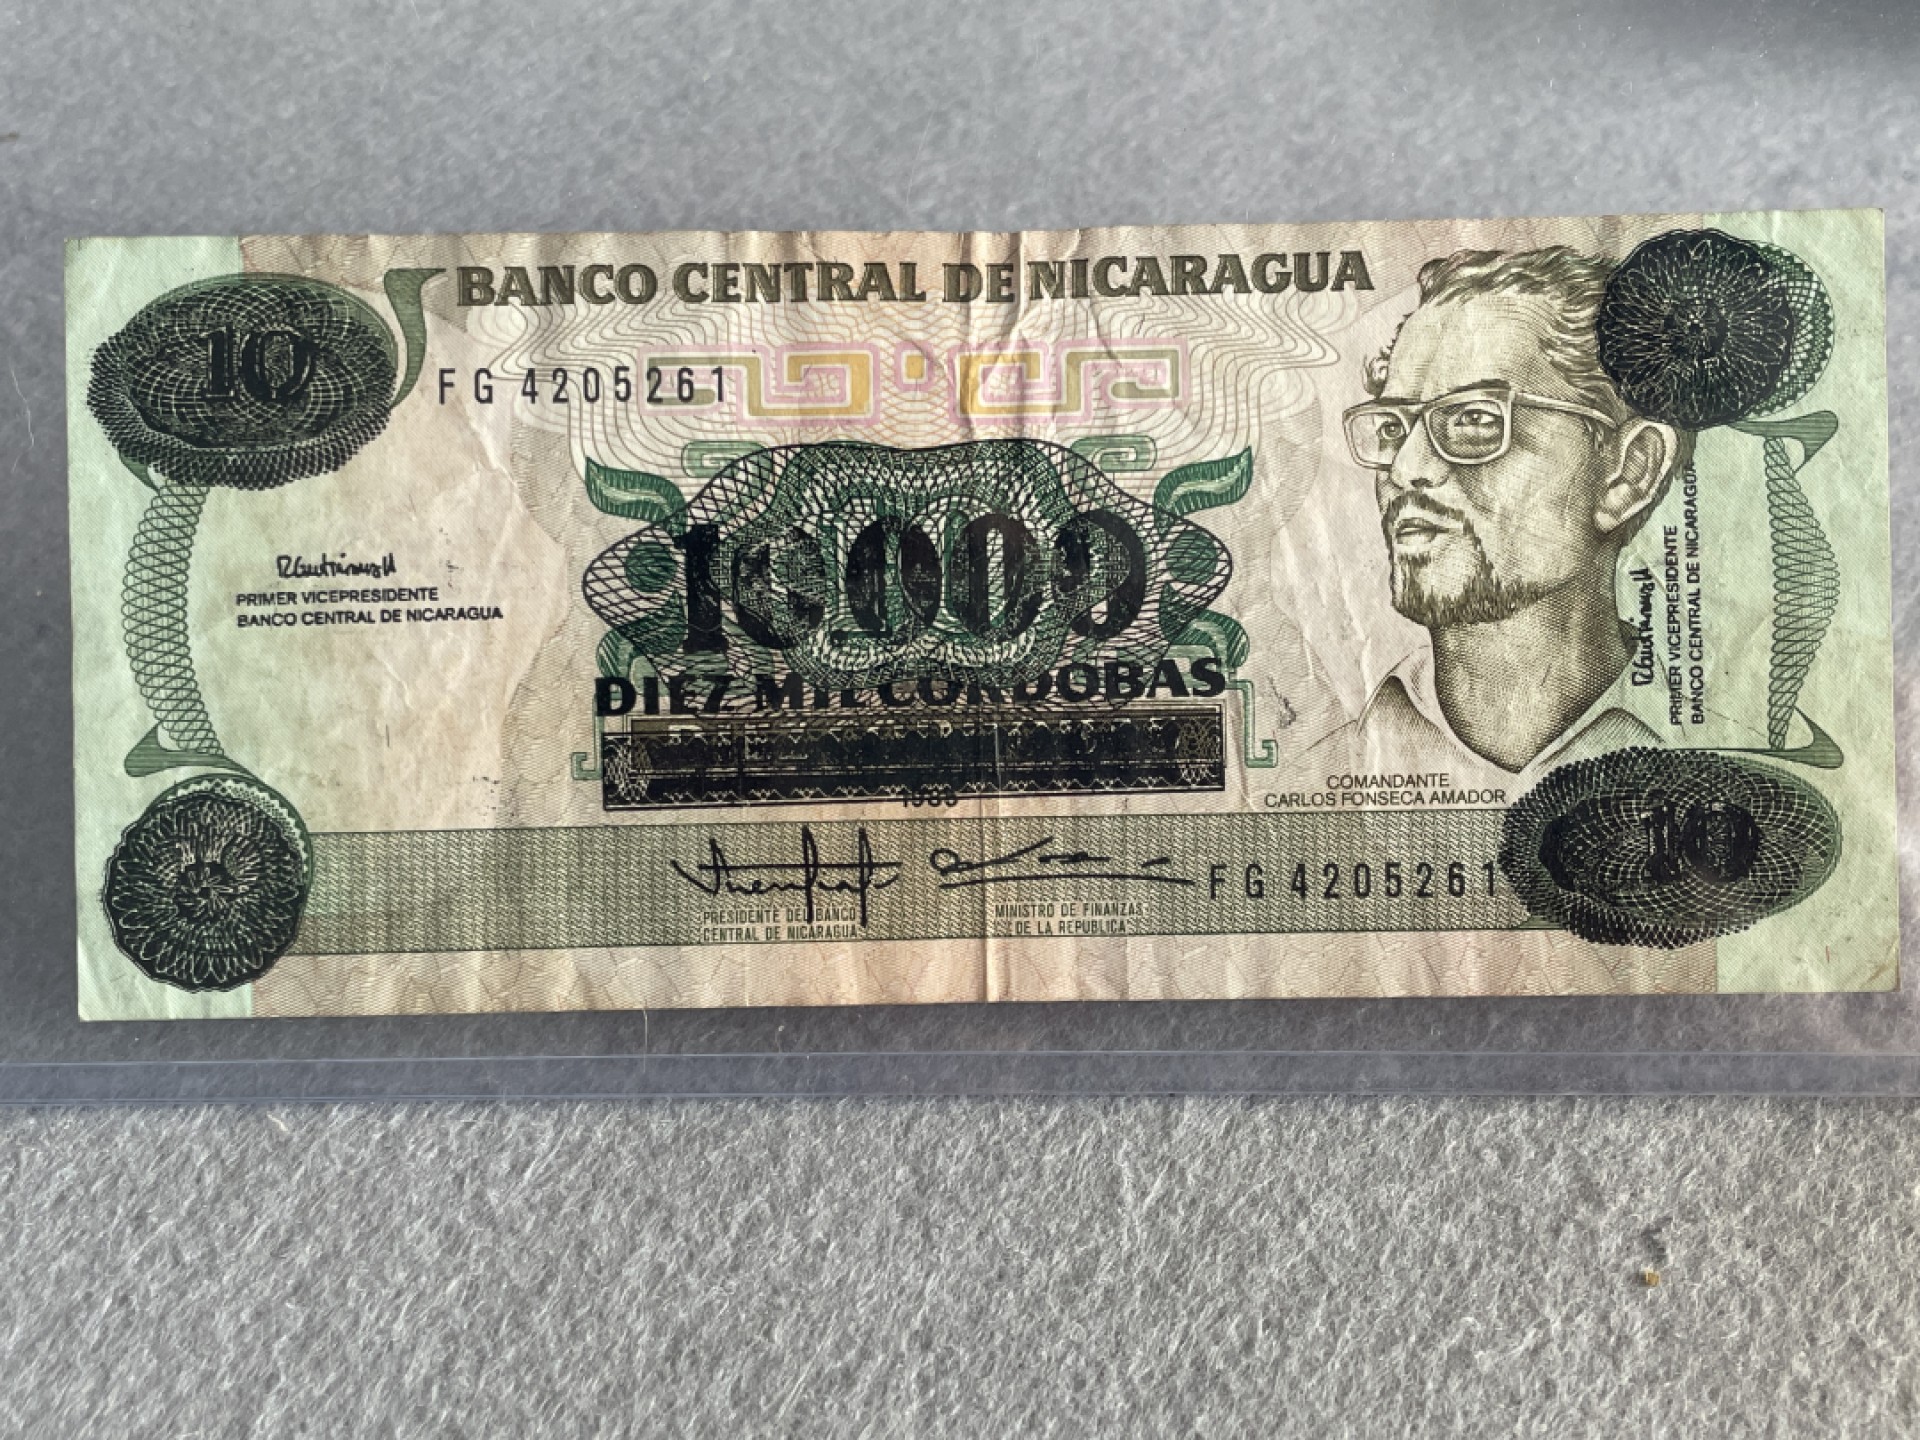 BANCO CENTRAL DE NICARAGUA
10
FG 4205261
10.000
DIEZ MIL CORDOBAS
PRIMER VICEPRESIDENTE
BANCO CENTRAL DE NICARAGUA
PRIMER VICEPRESIDENTE
BANCO CENTRAL DE NICARAGUA
1985
COMANDANTE
CARLOS FONSECA AMADOR
10
FG 4205261
PRESIDENTE DEL BANCO
CENTRAL DE NICARAGUA
MINISTRO DE FINANZAS
DE LA REPUBLICA